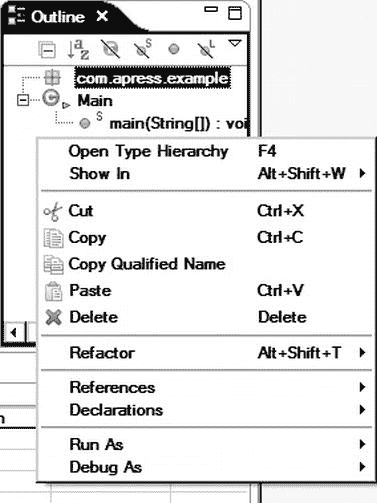 Outline
com.apress.example
Main
main(String[]) : voi
Open Type Hierarchy F4
Show In Alt+Shift+W
Cut Ctrl+X
Copy Ctrl+C
Copy Qualified Name
Paste Ctrl+V
Delete Delete
Refactor Alt+Shift+T
References
Declarations
Run As
Debug As